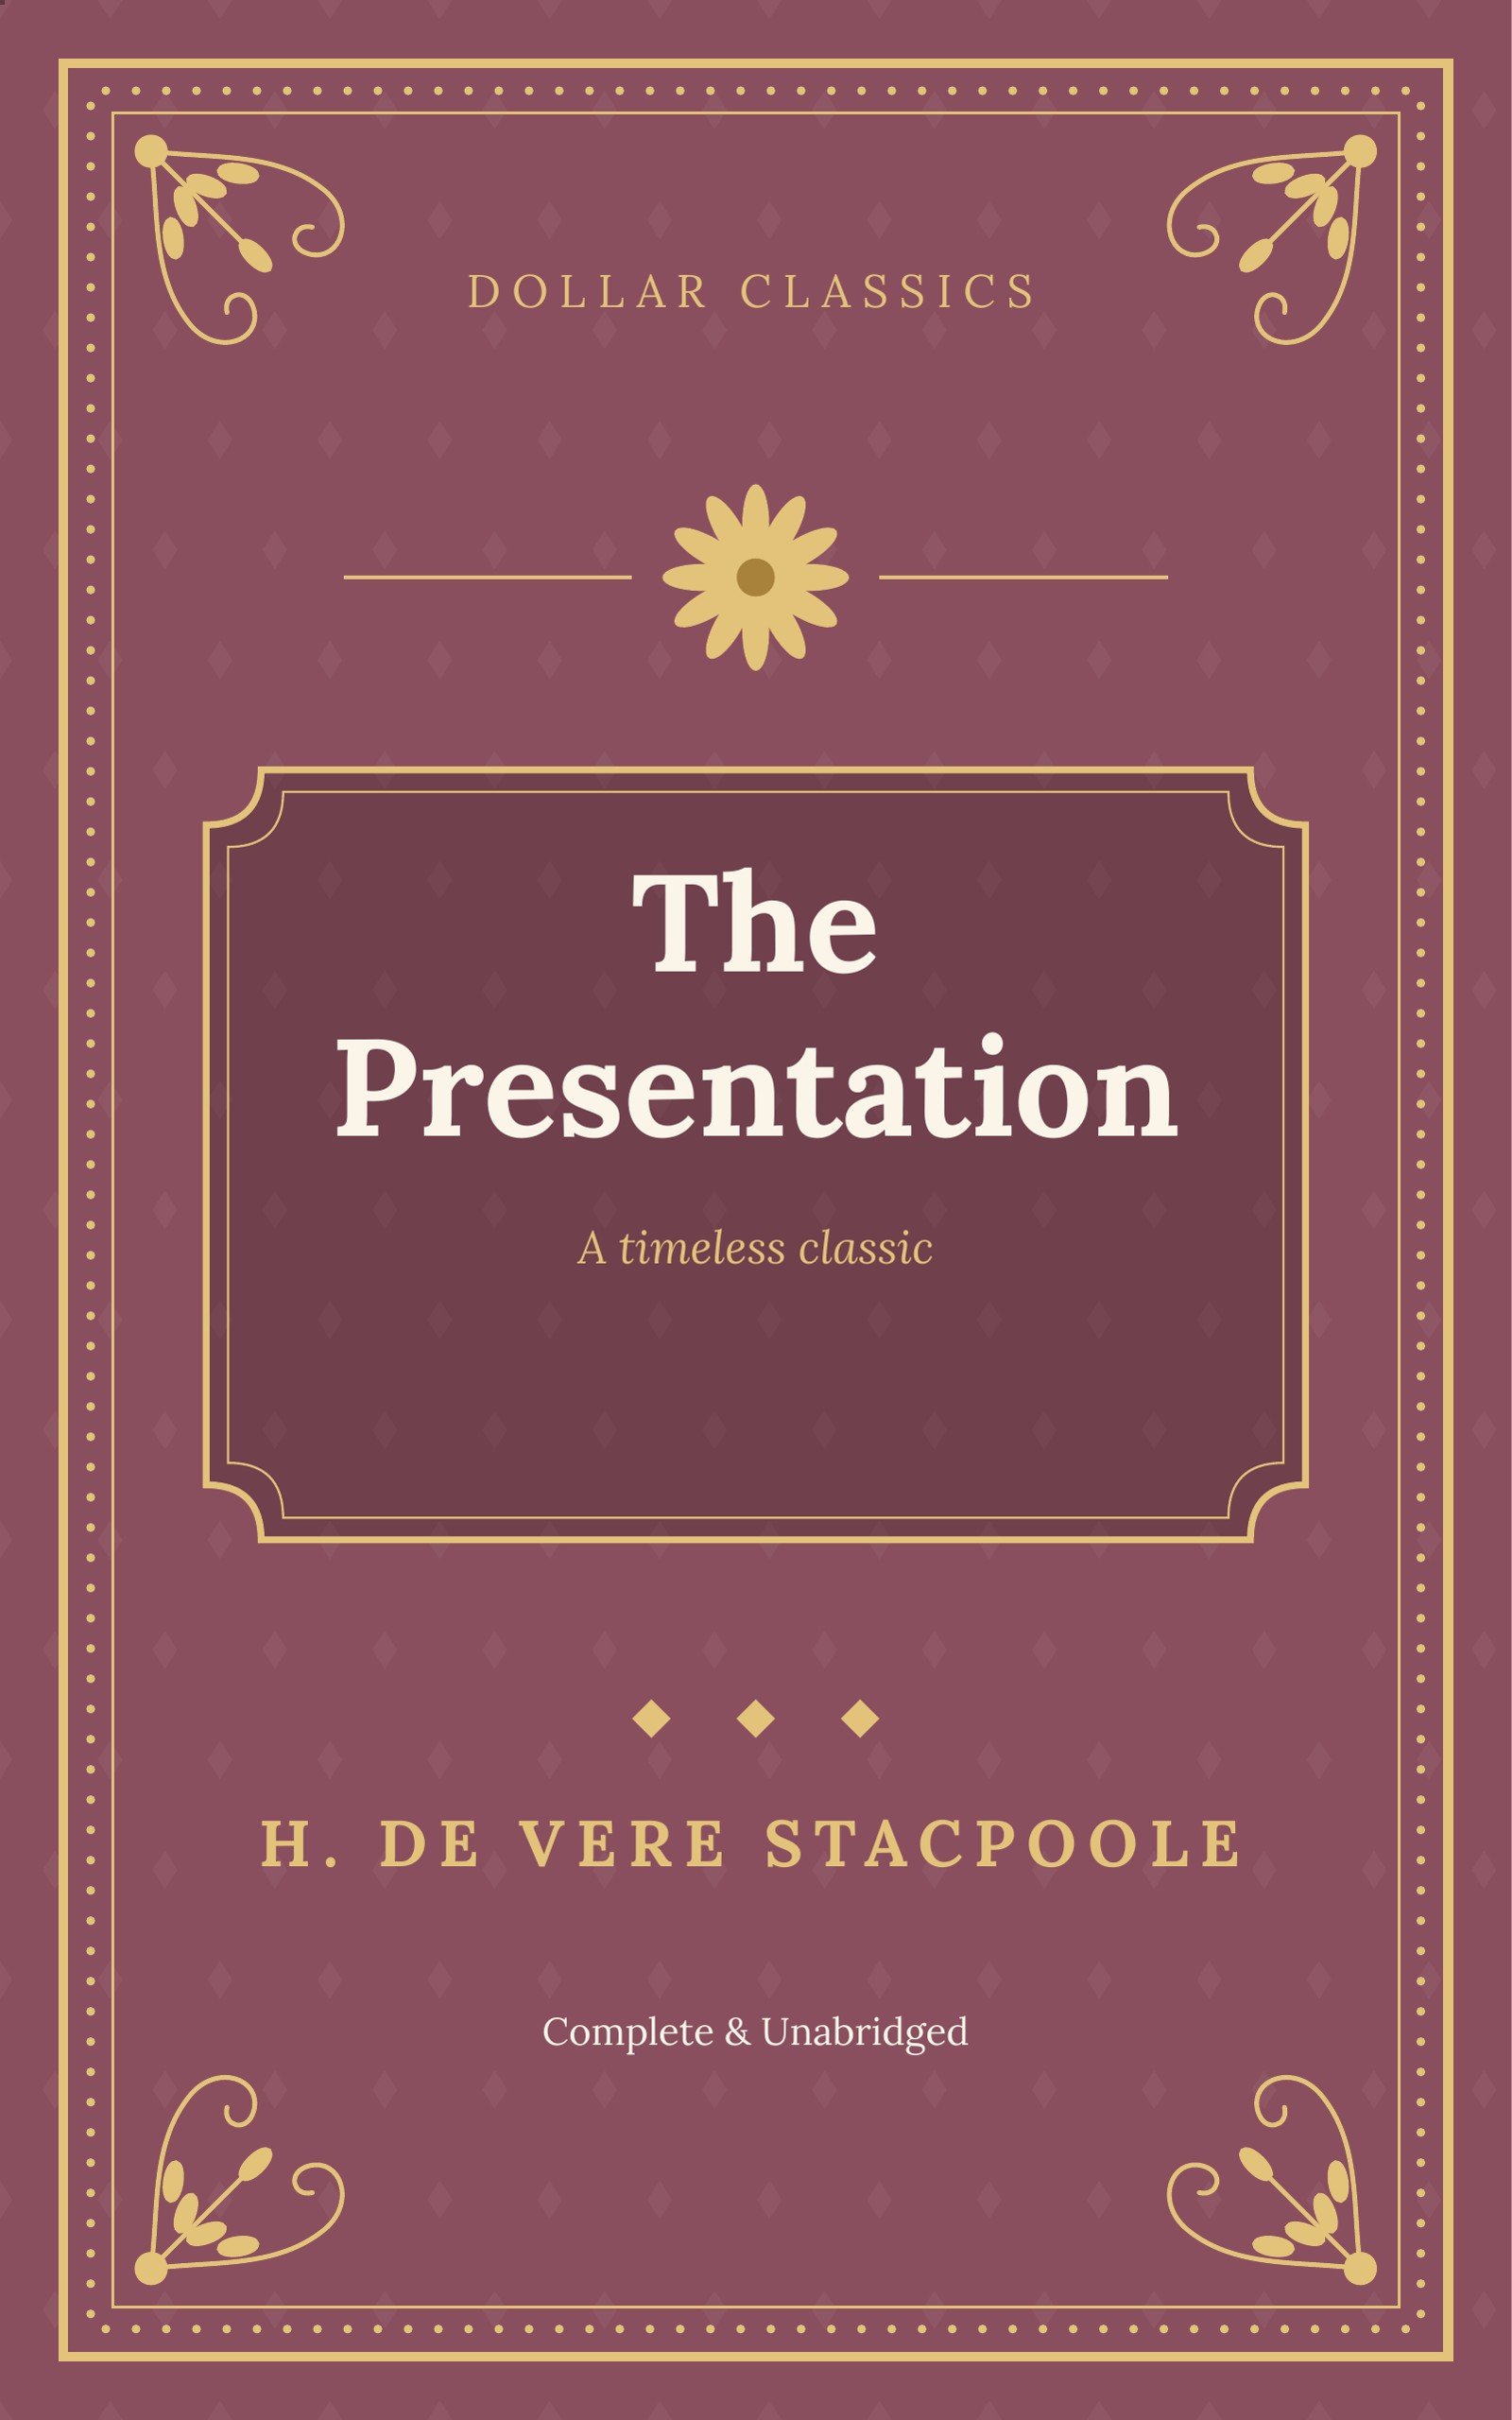 DOLLAR CLASSICS
The
Presentation
A timeless classic
H. DE VERE STACPOOLE
Complete & Unabridged